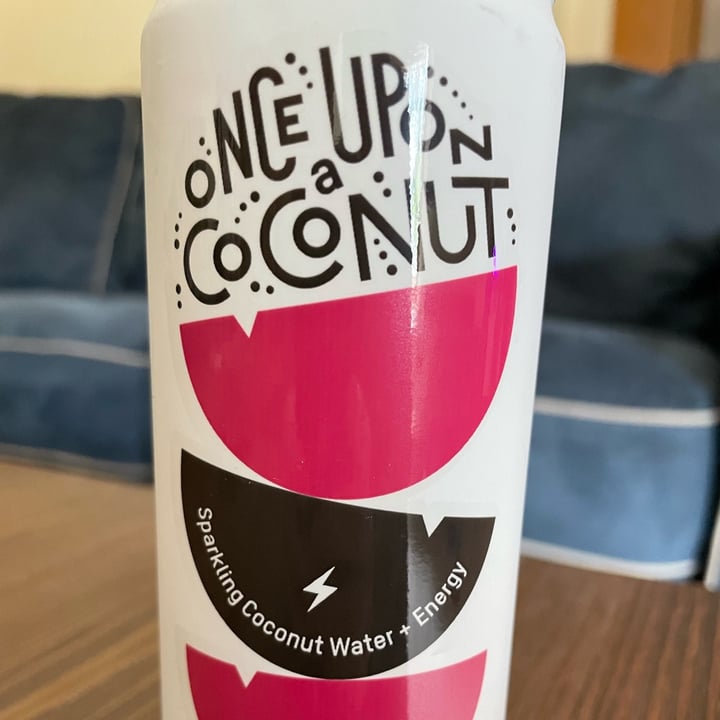 ONCE UPON
a
COCONUT
Sparkling Coconut Water + Energy